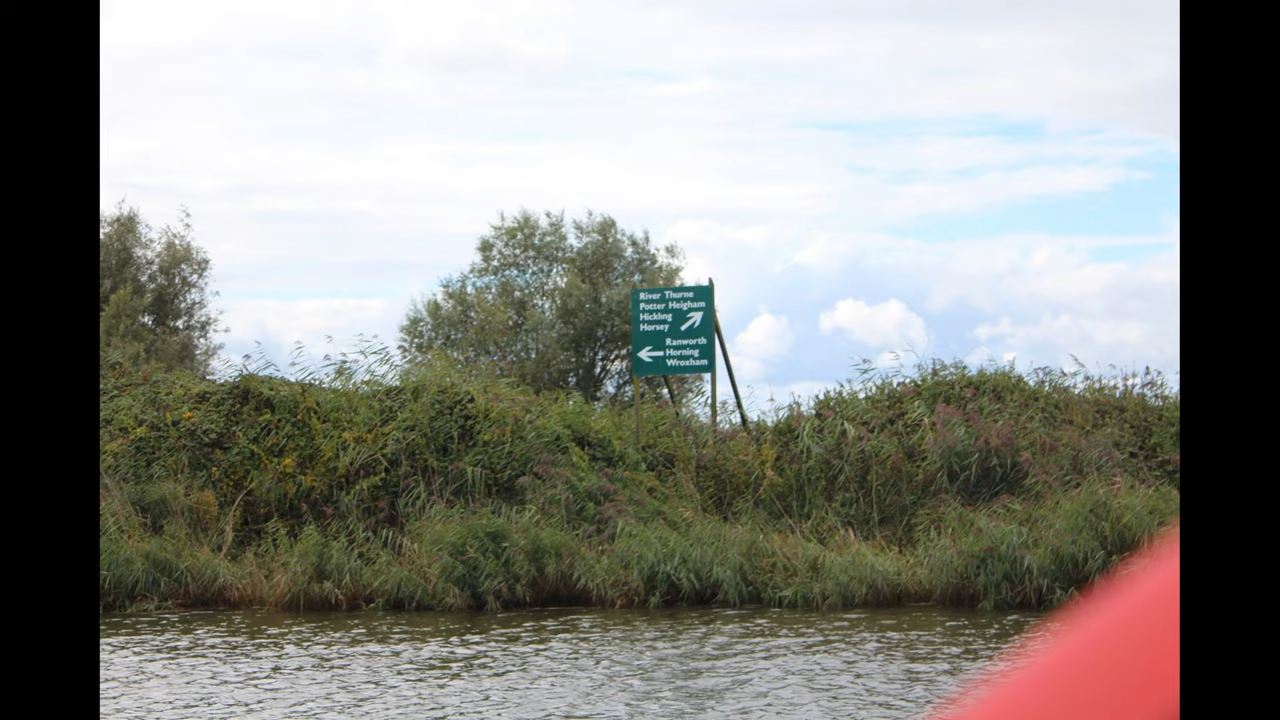 River Thurne
Potter Heigham
Hickling
Horsey
Ranworth
Horning
Wroxham